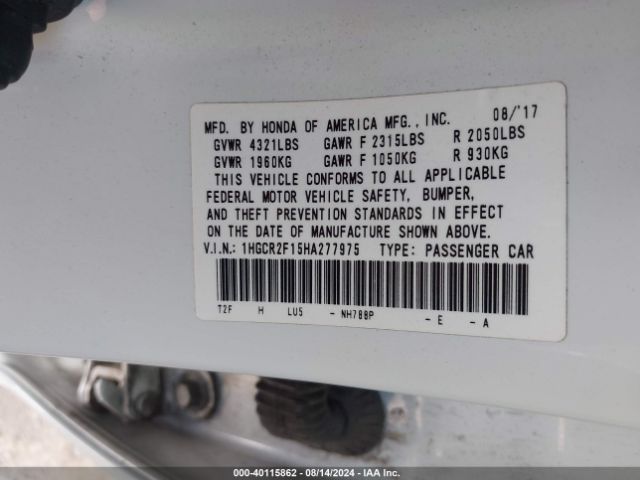 MFD. BY HONDA OF AMERICA MFG., INC. 08/'17
GVWR 4321LBS GAWR F 2315LBS R 2050LBS
GVWR 1960KG GAWR F 1050KG R 930KG
THIS VEHICLE CONFORMS TO ALL APPLICABLE
FEDERAL MOTOR VEHICLE SAFETY, BUMPER,
AND THEFT PREVENTION STANDARDS IN EFFECT
ON THE DATE OF MANUFACTURE SHOWN ABOVE.
V.I.N.: 1HGCR2F15HA277975 TYPE: PASSENGER CAR
T2F H LU5 - NH788P - E - A
000-40115862 - 08/14/2024 - IAA Inc.